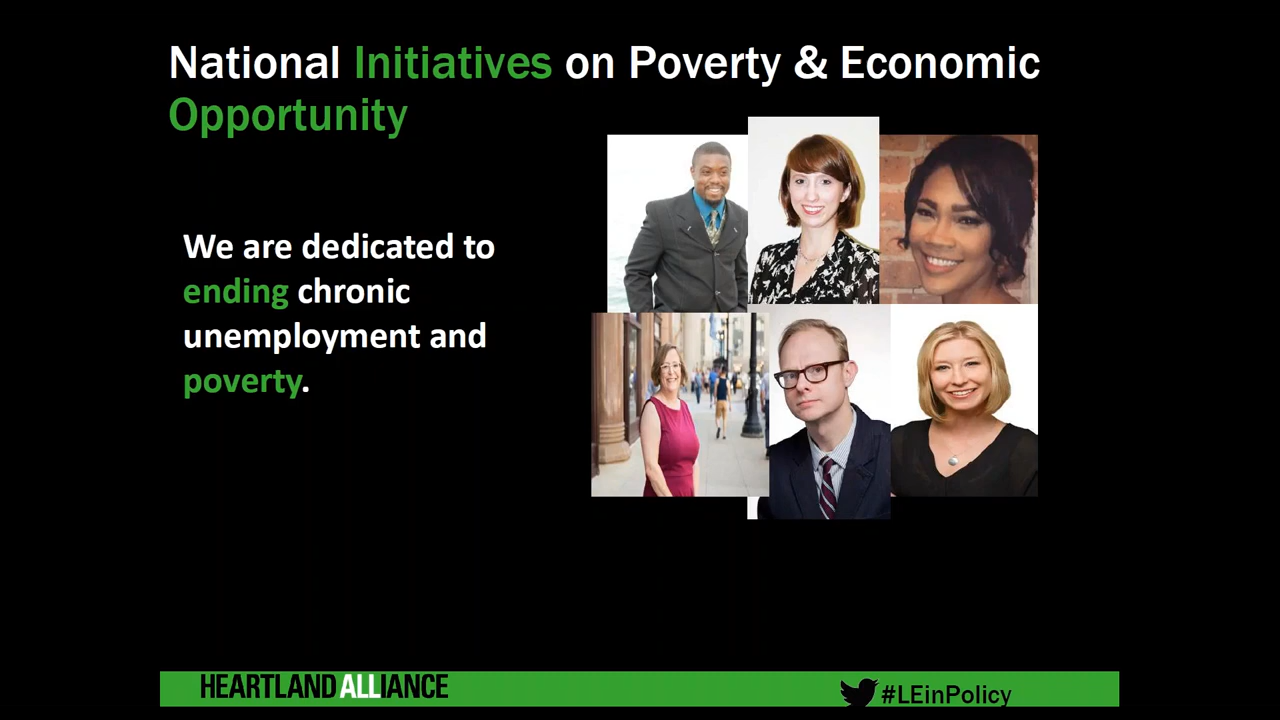 National Initiatives on Poverty & Economic
Opportunity
We are dedicated to
ending chronic
unemployment and
poverty.
HEARTLAND ALLIANCE
#LEinPolicy